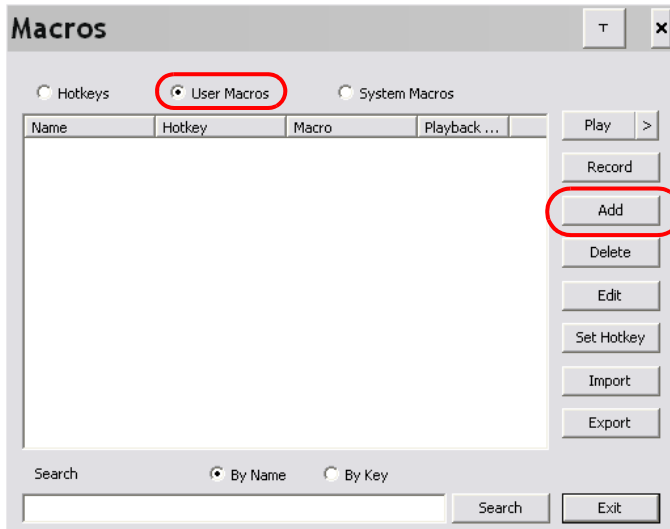 Macros T ×
Hotkeys User Macros System Macros
Name Hotkey Macro Playback ...
Play >
Record
Add
Delete
Edit
Set Hotkey
Import
Export
Search By Name By Key
Search Exit